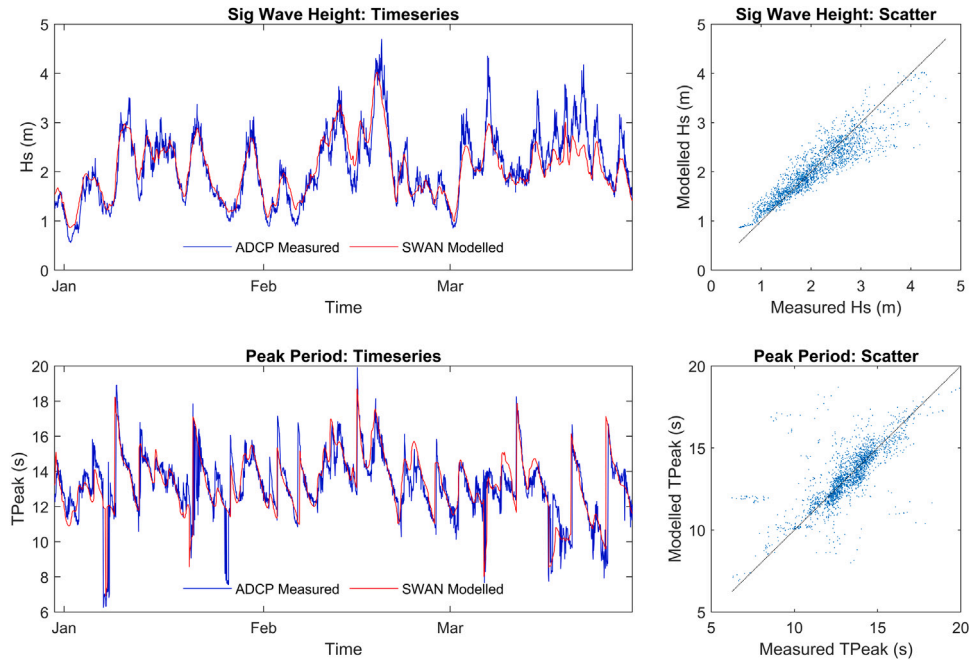 Sig Wave Height: Timeseries
5
4
3
2
1
0
Hs (m)
ADCP Measured
SWAN Modelled
Jan
Feb
Mar
Time
Sig Wave Height: Scatter
5
4
3
2
1
0
Modelled Hs (m)
0 1 2 3 4 5
Measured Hs (m)
Peak Period: Timeseries
20
18
16
14
12
10
8
6
TPeak (s)
ADCP Measured
SWAN Modelled
Jan
Feb
Mar
Time
Peak Period: Scatter
20
15
10
5
Modelled TPeak (s)
5 10 15 20
Measured TPeak (s)